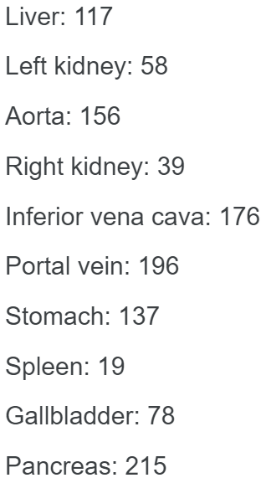 Liver: 117
Left kidney: 58
Aorta: 156
Right kidney: 39
Inferior vena cava: 176
Portal vein: 196
Stomach: 137
Spleen: 19
Gallbladder: 78
Pancreas: 215